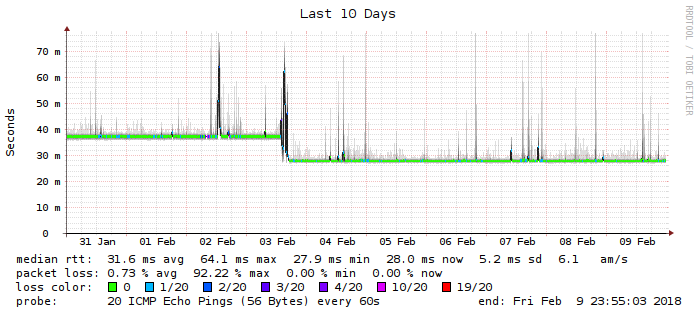 Last 10 Days
RRDTOOL / TOBI OETIKER
Seconds
70 m
60 m
50 m
40 m
30 m
20 m
10 m
0
31 Jan 01 Feb 02 Feb 03 Feb 04 Feb 05 Feb 06 Feb 07 Feb 08 Feb 09 Feb
median rtt: 31.6 ms avg 64.1 ms max 27.9 ms min 28.0 ms now 5.2 ms sd 6.1 am/s
packet loss: 0.73 % avg 92.22 % max 0.00 % min 0.00 % now
loss color: 0 1/20 2/20 3/20 4/20 10/20 19/20
probe: 20 ICMP Echo Pings (56 Bytes) every 60s end: Fri Feb 9 23:55:03 2018